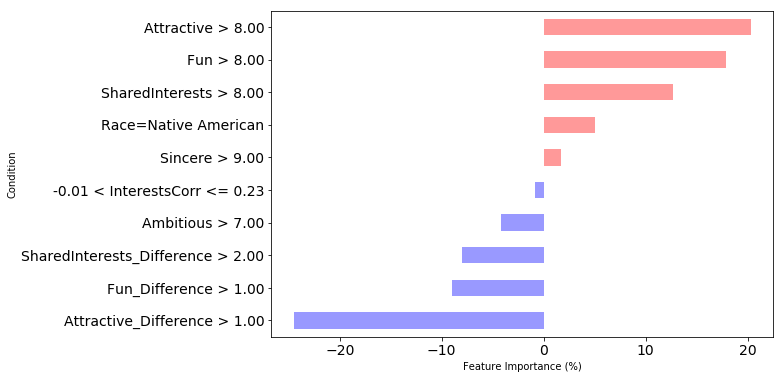 Attractive > 8.00
Fun > 8.00
SharedInterests > 8.00
Race=Native American
Sincere > 9.00
-0.01 < InterestsCorr <= 0.23
Ambitious > 7.00
SharedInterests_Difference > 2.00
Fun_Difference > 1.00
Attractive_Difference > 1.00
Condition
−20 −10 0 10 20
Feature Importance (%)